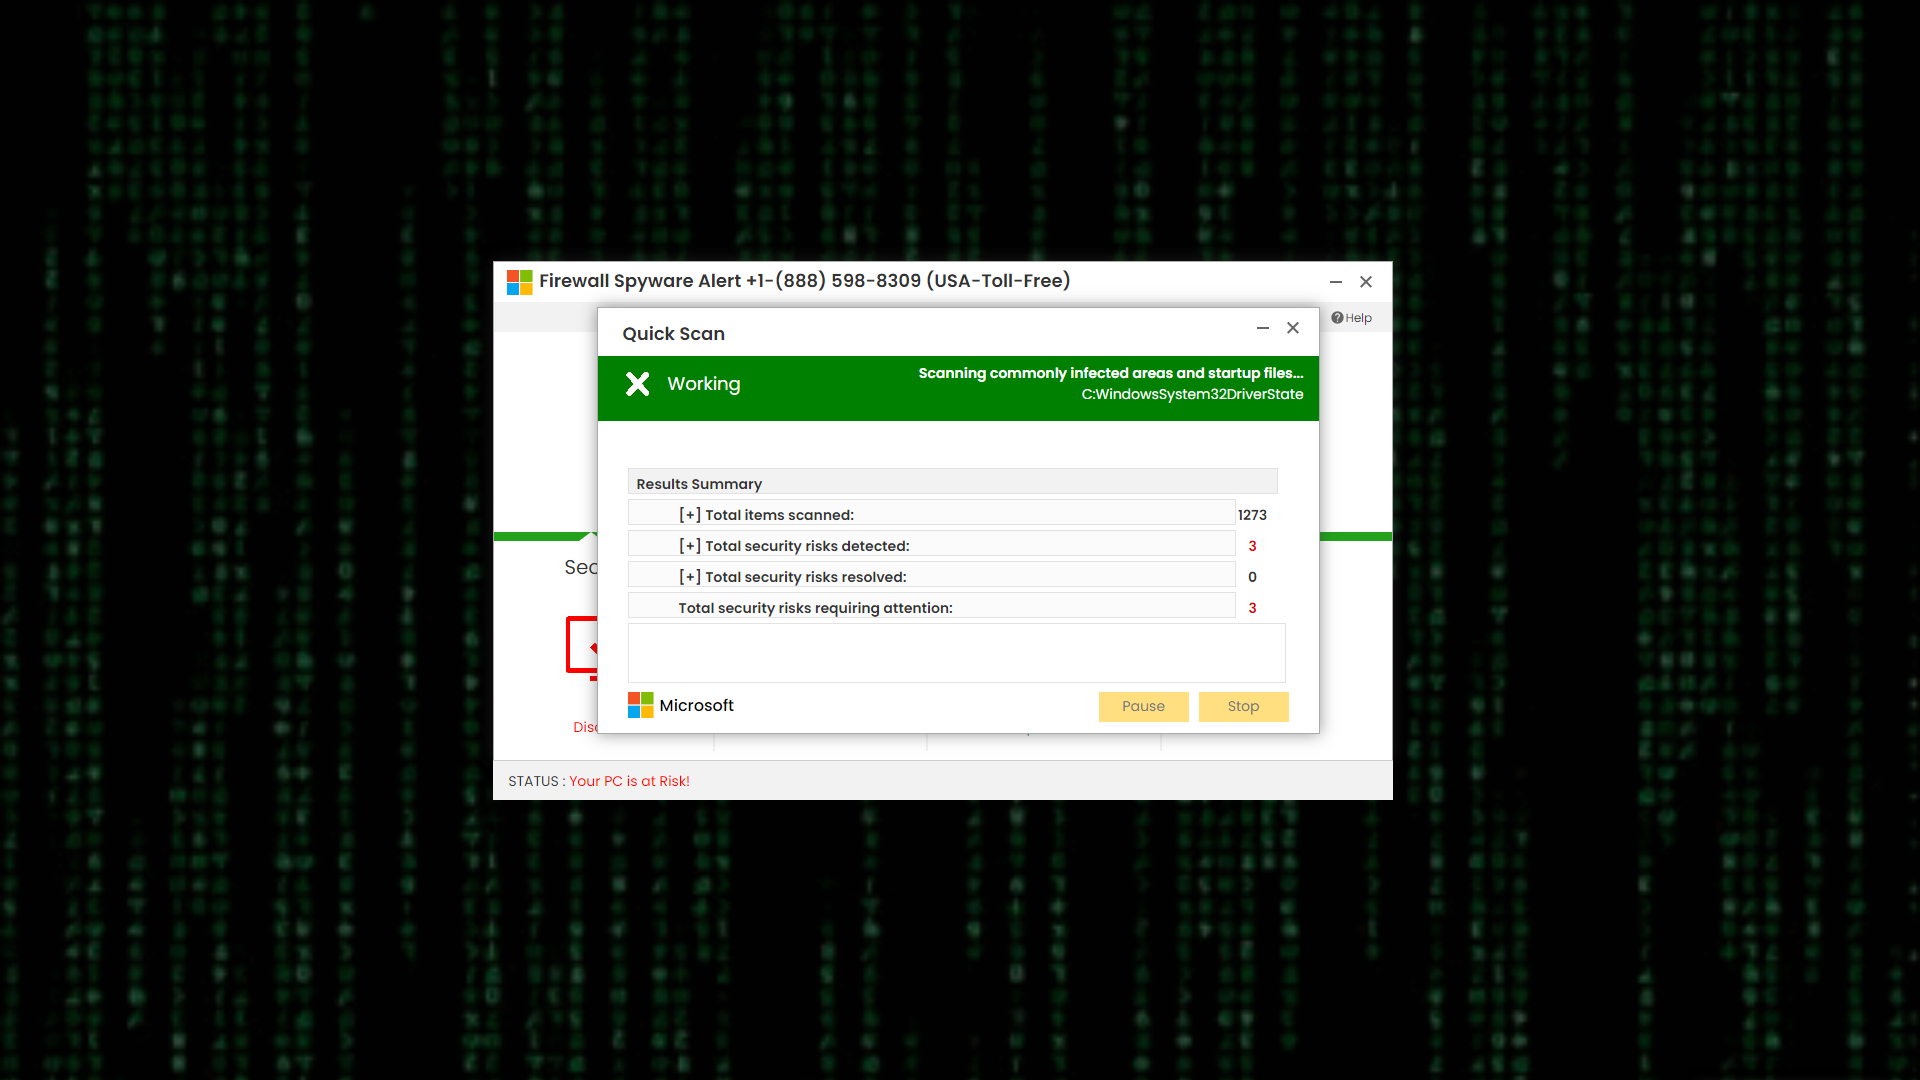 Firewall Spyware Alert +1-(888) 598-8309 (USA-Toll-Free)
Help
Quick Scan
Working
Scanning commonly infected areas and startup files...
C:WindowsSystem32DriverState
Results Summary
[+] Total items scanned: 1273
[+] Total security risks detected: 3
[+] Total security risks resolved: 0
Total security risks requiring attention: 3
Microsoft
Pause
Stop
STATUS : Your PC is at Risk!